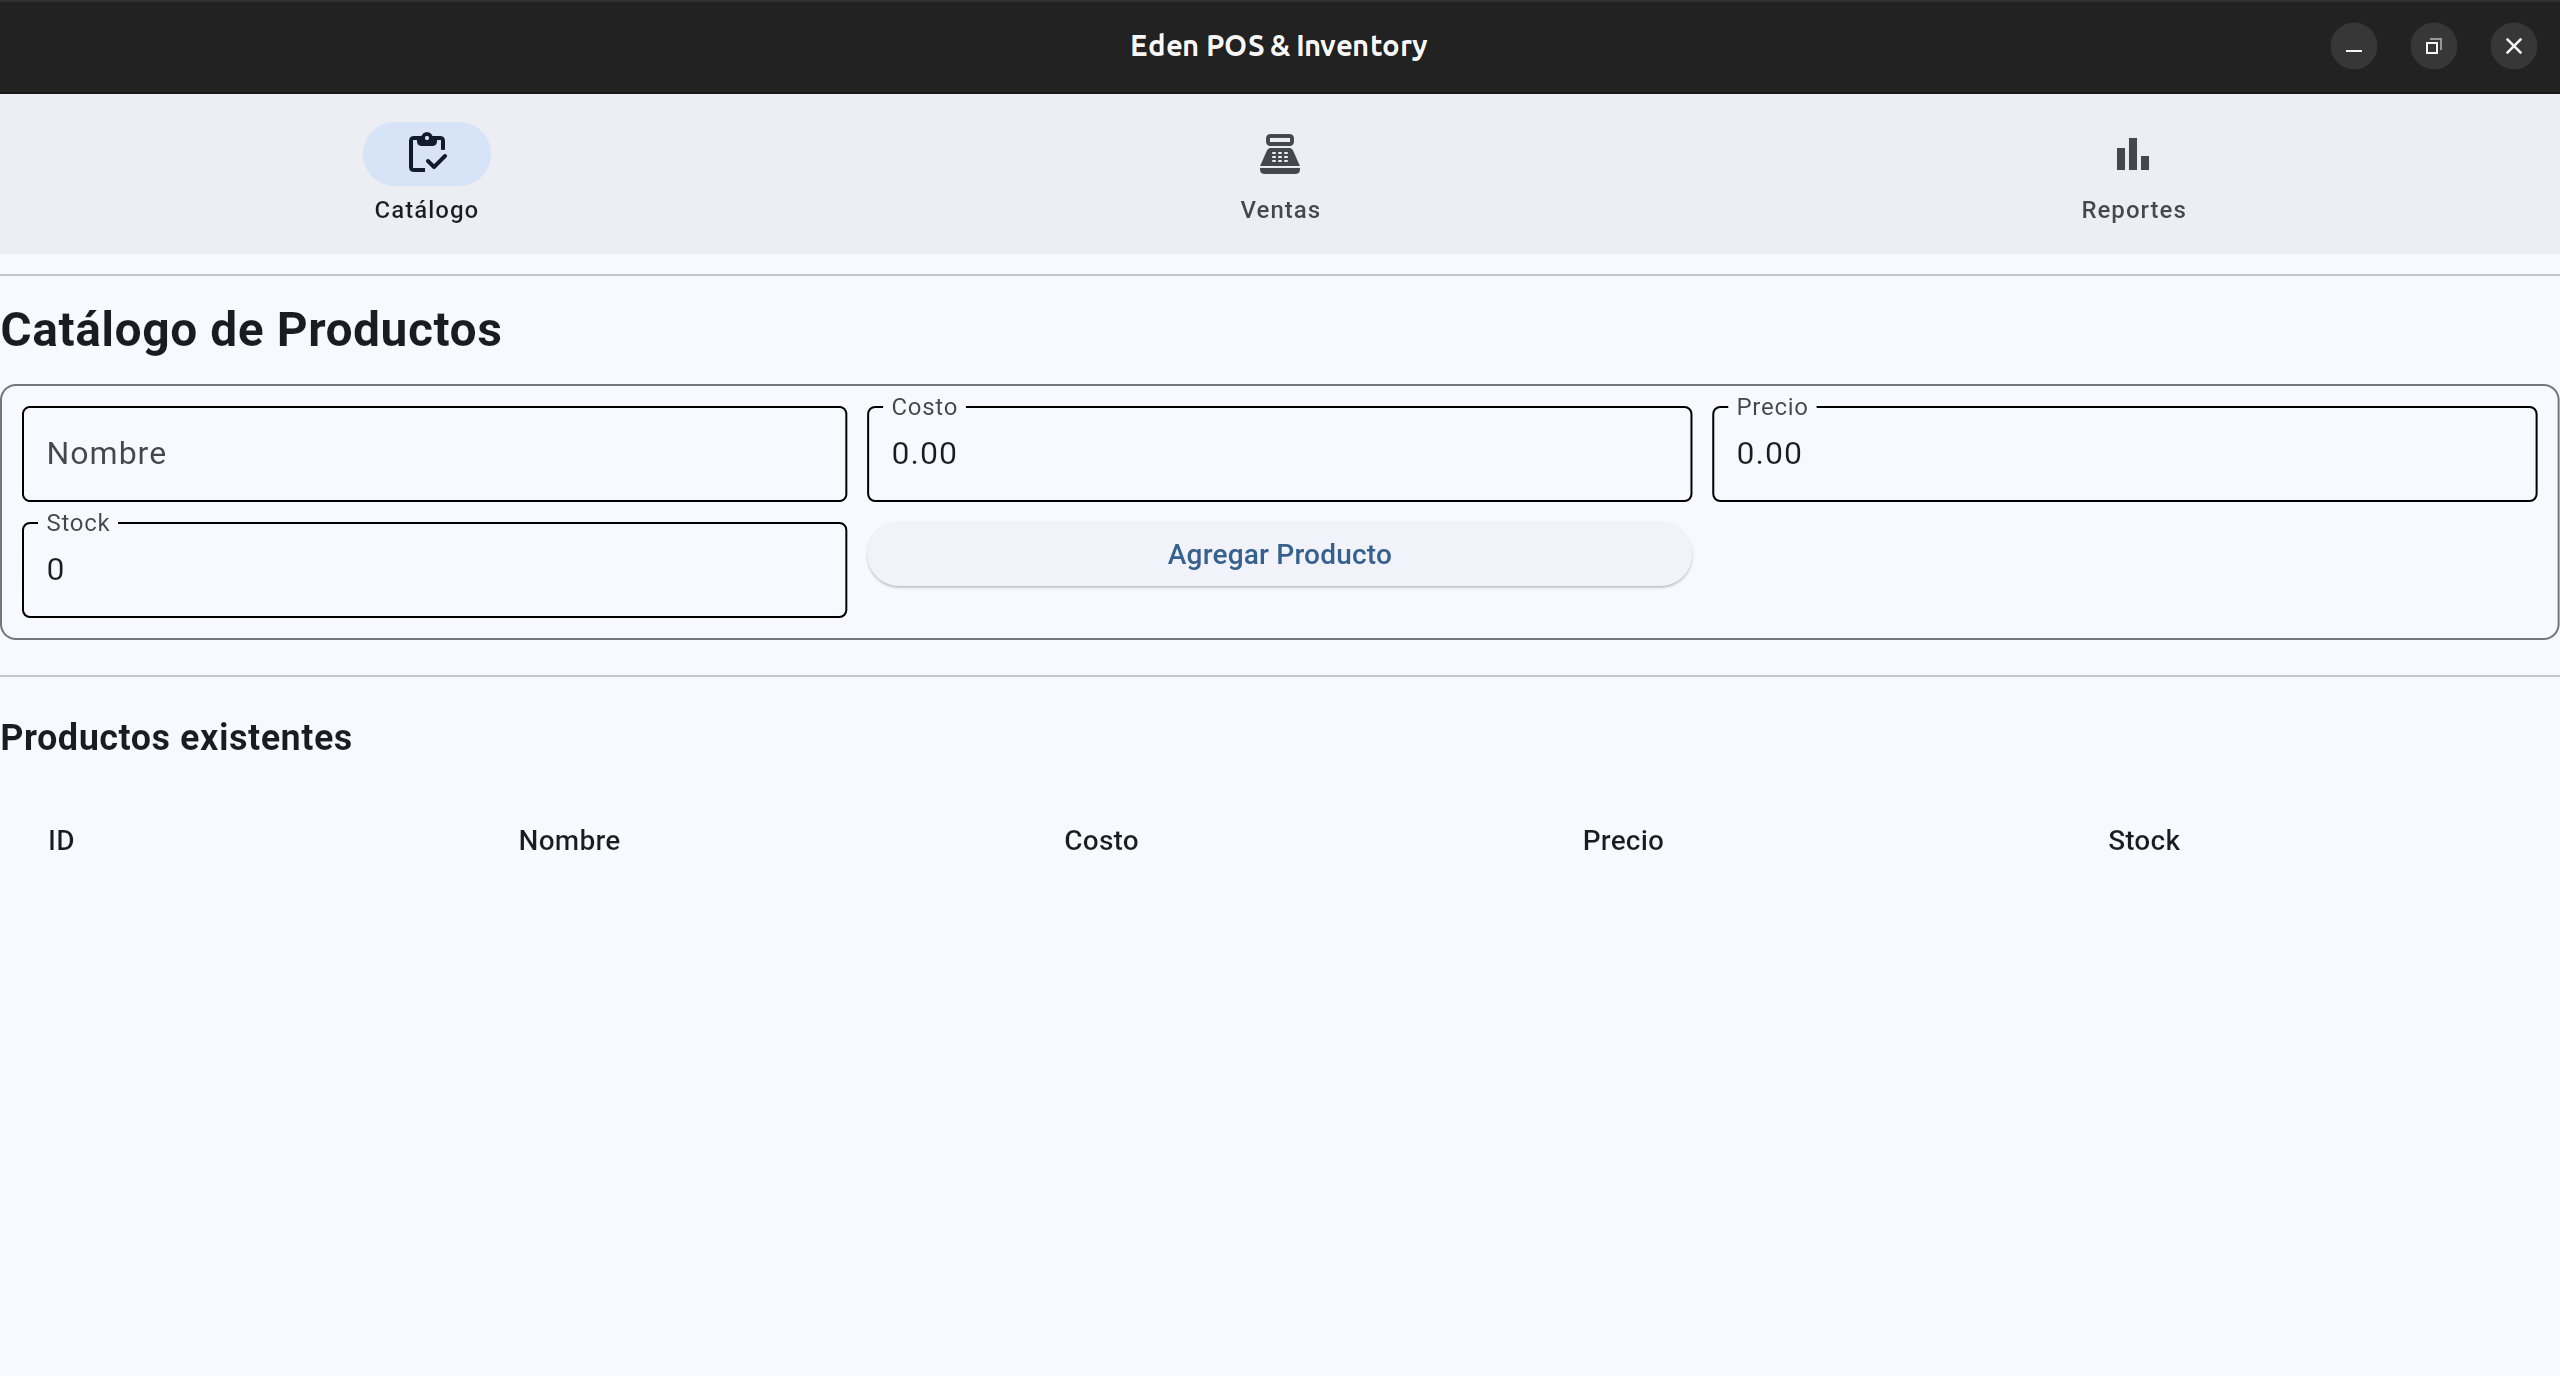 Eden POS & Inventory
Catálogo Ventas Reportes
Catálogo de Productos
Nombre
Costo
0.00
Precio
0.00
Stock
0
Agregar Producto
Productos existentes
ID Nombre Costo Precio Stock